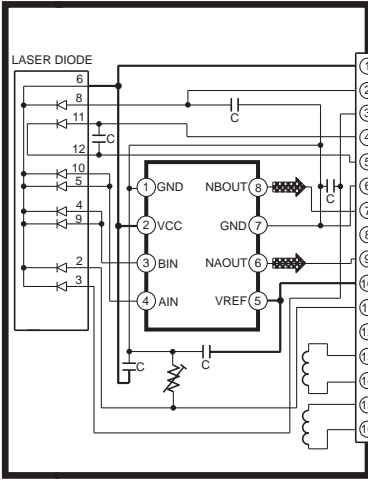 LASER DIODE
6
8
11
12
10
5
4
9
2
3
C
C
C
C
C
1 GND
2 VCC
3 BIN
4 AIN
NBOUT 8
GND 7
NAOUT 6
VREF 5
1
2
3
4
5
6
7
8
9